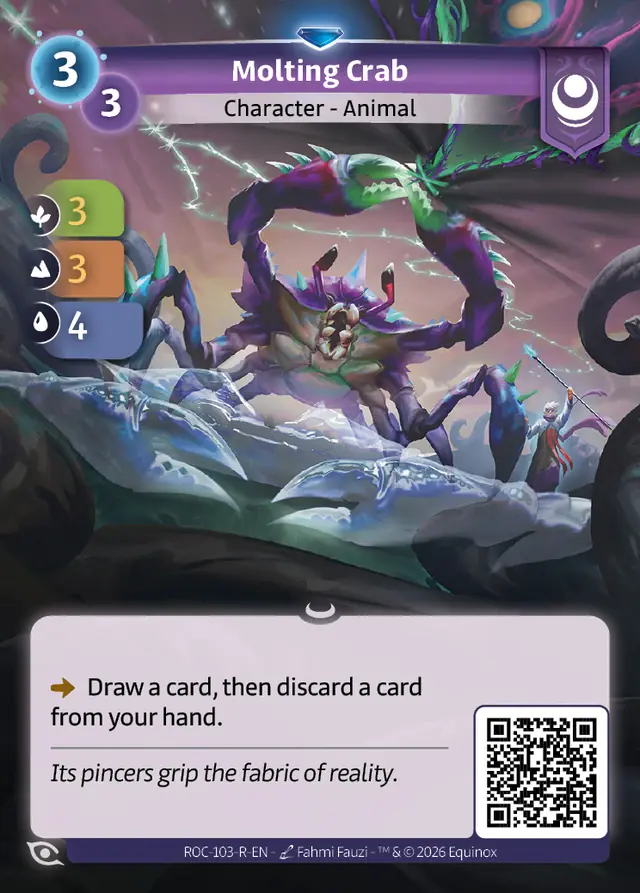 3
Molting Crab
3
Character - Animal
3
3
4
Draw a card, then discard a card
from your hand.
Its pincers grip the fabric of reality.
ROC-103-R-EN - Fahmi Fauzi - ™ & © 2026 Equinox